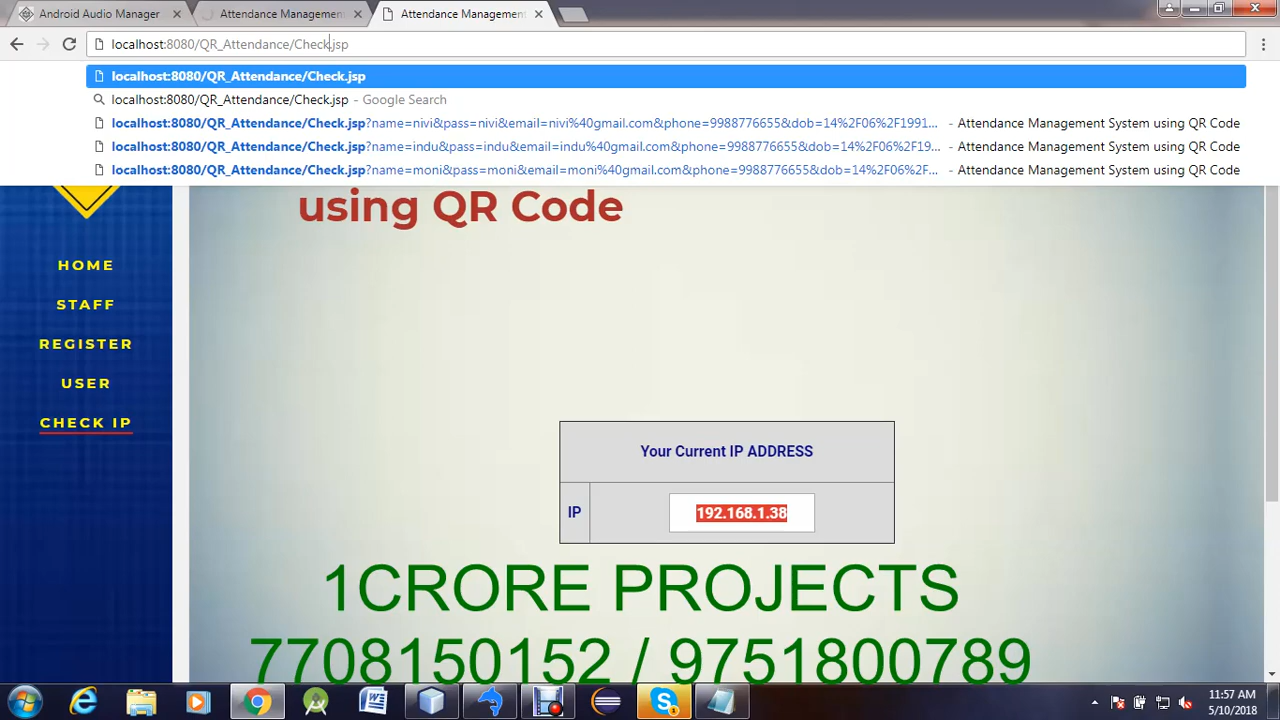 Android Audio Manager
Attendance Management
Attendance Management
localhost:8080/QR_Attendance/Check.jsp
localhost:8080/QR_Attendance/Check.jsp
localhost:8080/QR_Attendance/Check.jsp - Google Search
localhost:8080/QR_Attendance/Check.jsp?name=nivi&pass=nivi&email=nivi%40gmail.com&phone=9988776655&dob=14%2F06%2F1991... - Attendance Management System using QR Code
localhost:8080/QR_Attendance/Check.jsp?name=indu&pass=indu&email=indu%40gmail.com&phone=9988776655&dob=14%2F06%2F19... - Attendance Management System using QR Code
localhost:8080/QR_Attendance/Check.jsp?name=moni&pass=moni&email=moni%40gmail.com&phone=9988776655&dob=14%2F06%2F... - Attendance Management System using QR Code
using QR Code
HOME
STAFF
REGISTER
USER
CHECK IP
Your Current IP ADDRESS
IP 192.168.1.38
1CRORE PROJECTS
7708150152 / 9751800789
11:57 AM
5/10/2018